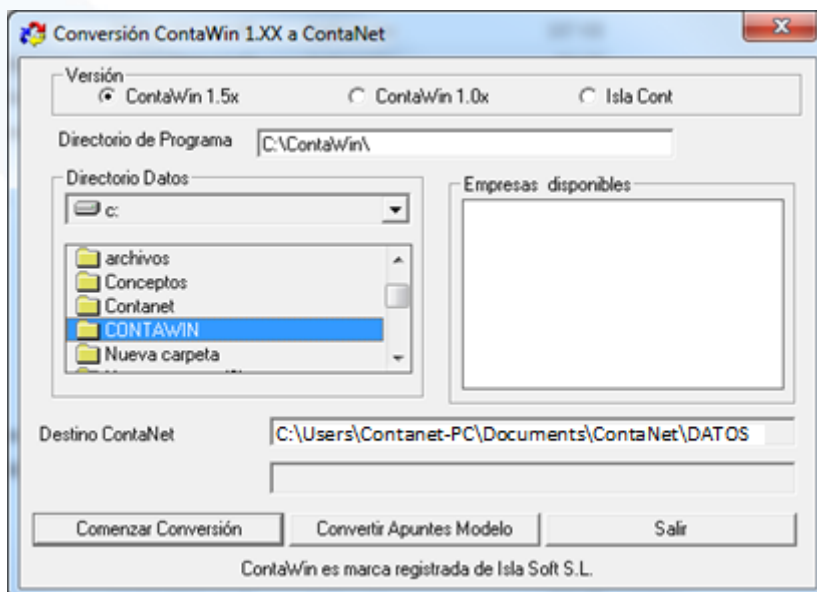 Conversión ContaWin 1.XX a ContaNet
Versión
ContaWin 1.5x ContaWin 1.0x Isla Cont
Directorio de Programa C:\ContaWin\
Directorio Datos
c:
archivos
Conceptos
Contanet
CONTAWIN
Nueva carpeta
Empresas disponibles
Destino ContaNet C:\Users\Contanet-PC\Documents\ContaNet\DATOS
Comenzar Conversión Convertir Apuntes Modelo Salir
ContaWin es marca registrada de Isla Soft S.L.